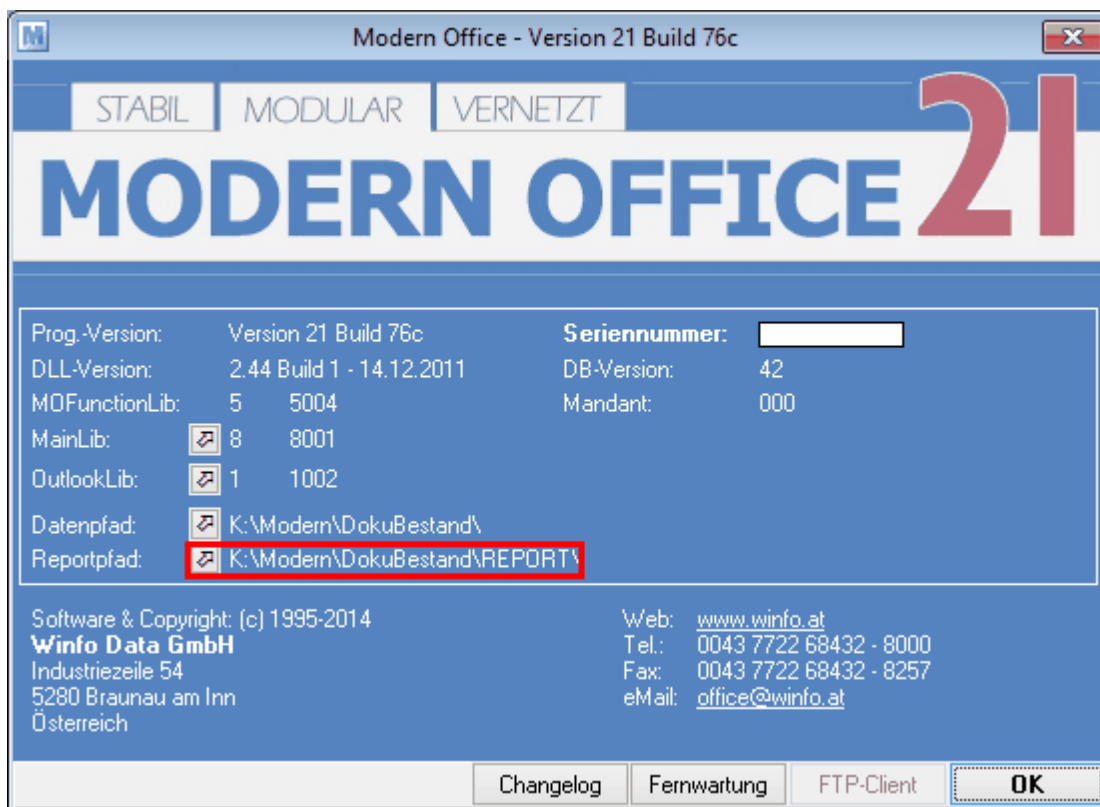 Modern Office - Version 21 Build 76c
STABIL MODULAR VERNETZT
MODERN OFFICE 21
Prog.-Version: Version 21 Build 76c Seriennummer:
DLL-Version: 2.44 Build 1 - 14.12.2011 DB-Version: 42
MOFunctionLib: 5 5004 Mandant: 000
MainLib: 8 8001
OutlookLib: 1 1002
Datenpfad: K:\Modern\DokuBestand\
Reportpfad: K:\Modern\DokuBestand\REPORT\
Software & Copyright: (c) 1995-2014
Winfo Data GmbH
Industriezeile 54
5280 Braunau am Inn
Österreich
Web: www.winfo.at
Tel.: 0043 7722 68432 - 8000
Fax: 0043 7722 68432 - 8257
eMail: office@winfo.at
Changelog Fernwartung FTP-Client OK